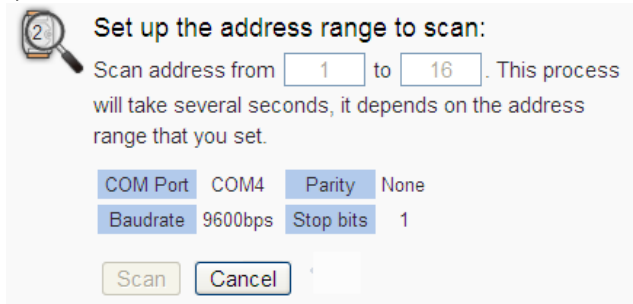 2
Set up the address range to scan:
Scan address from 1 to 16 . This process
will take several seconds, it depends on the address
range that you set.
COM Port COM4 Parity None
Baudrate 9600bps Stop bits 1
Scan Cancel